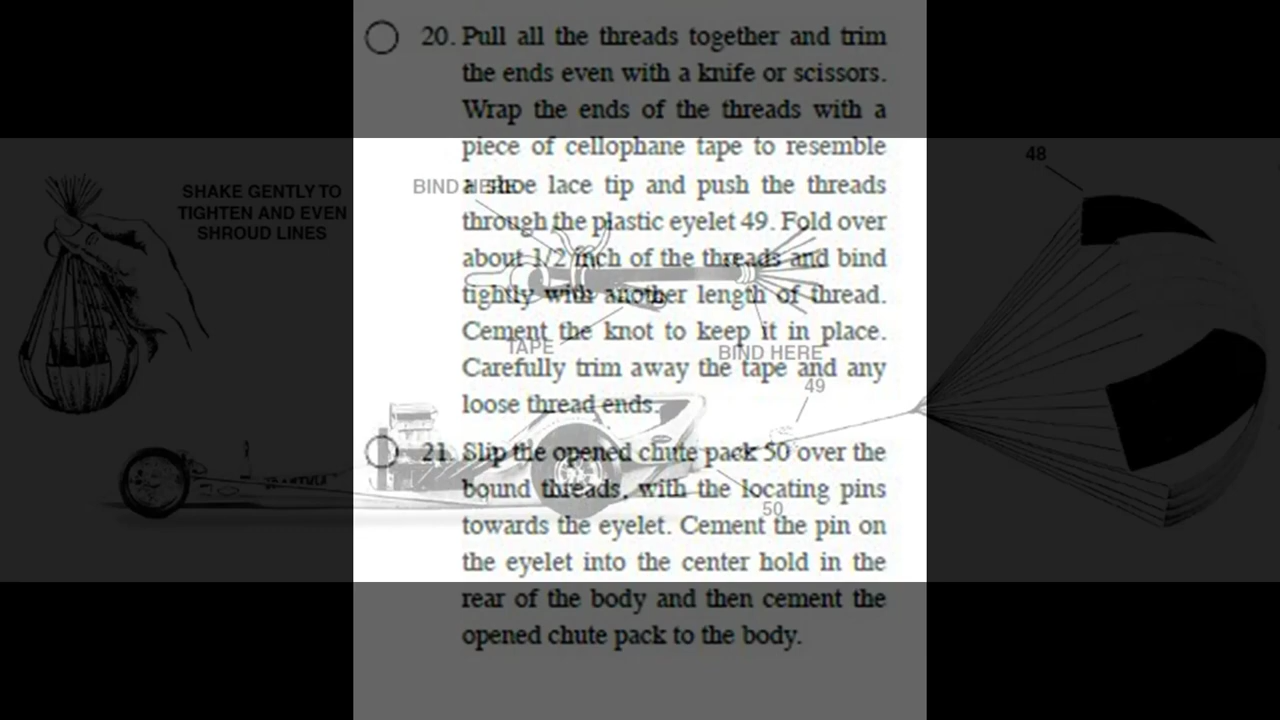 20. Pull all the threads together and trim
the ends even with a knife or scissors.
Wrap the ends of the threads with a
piece of cellophane tape to resemble
a shoe lace tip and push the threads
through the plastic eyelet 49. Fold over
about 1/2 inch of the threads and bind
tightly with another length of thread.
Cement the knot to keep it in place.
Carefully trim away the tape and any
loose thread ends.
21. Slip the opened chute pack 50 over the
bound threads, with the locating pins
towards the eyelet. Cement the pin on
the eyelet into the center hold in the
rear of the body and then cement the
opened chute pack to the body.
SHAKE GENTLY TO
TIGHTEN AND EVEN
SHROUD LINES
BIND HERE
TAPE
BIND HERE
49
50
48